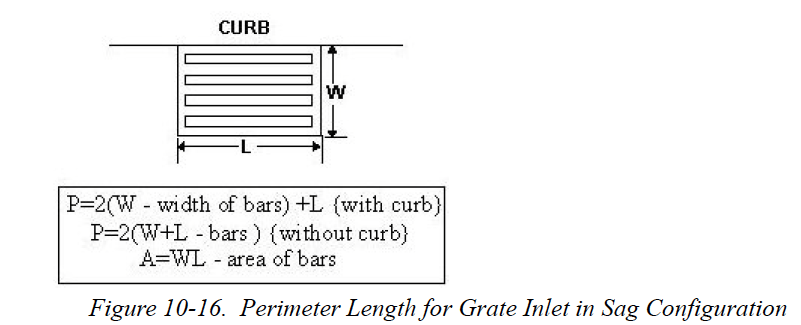 CURB
W
L
P=2(W - width of bars) +L {with curb}
P=2(W+L - bars ) {without curb}
A=WL - area of bars
Figure 10-16. Perimeter Length for Grate Inlet in Sag Configuration